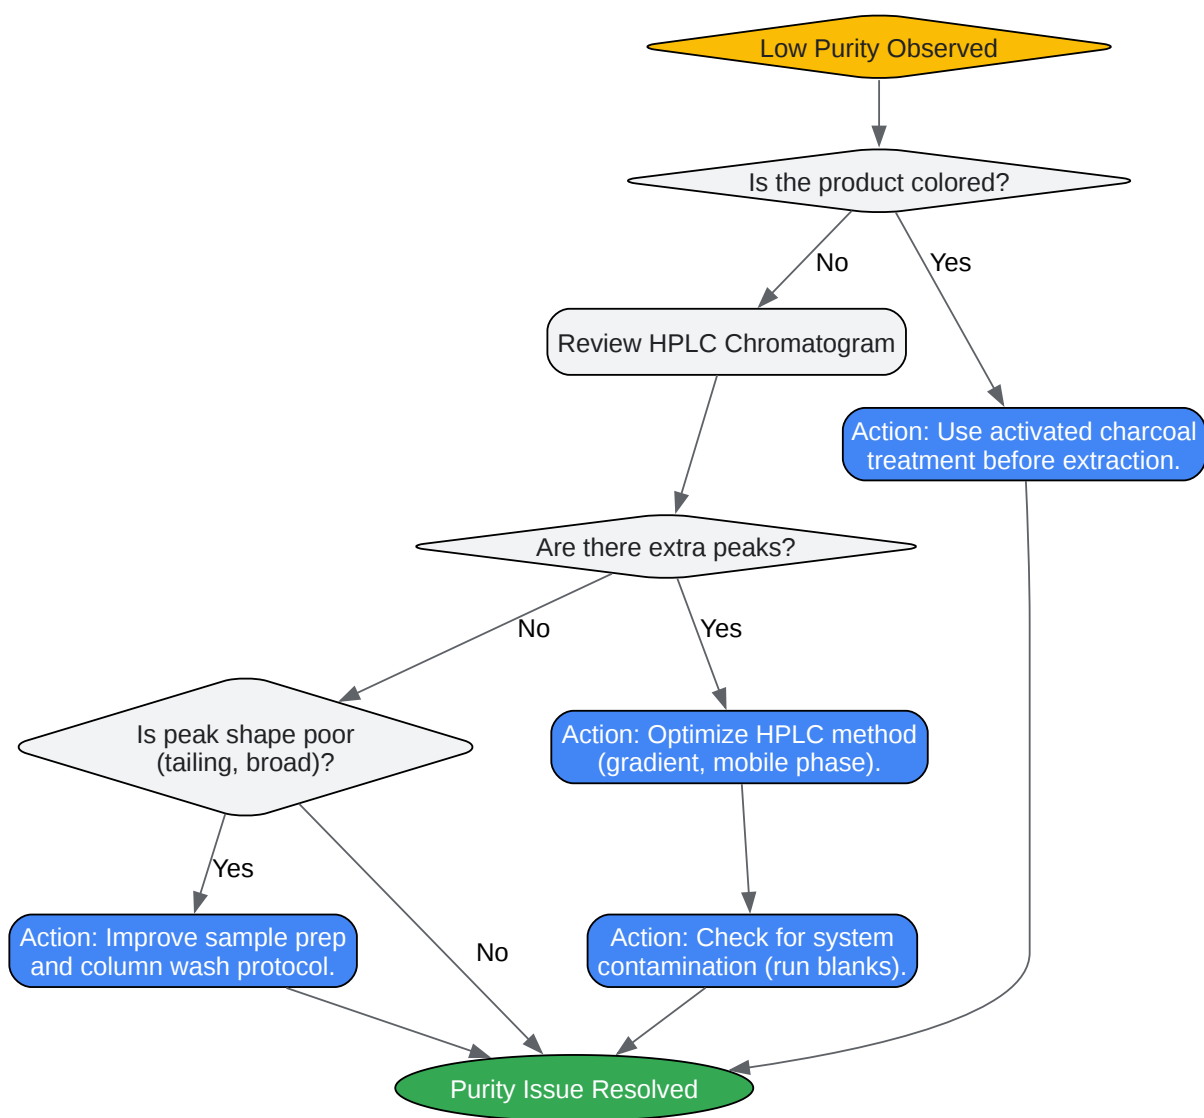 Low Purity Observed
Is the product colored?
No
Yes
Review HPLC Chromatogram
Action: Use activated charcoal
treatment before extraction.
Are there extra peaks?
No
Yes
Is peak shape poor
(tailing, broad)?
Action: Optimize HPLC method
(gradient, mobile phase).
Yes
No
Action: Improve sample prep
and column wash protocol.
Action: Check for system
contamination (run blanks).
Purity Issue Resolved